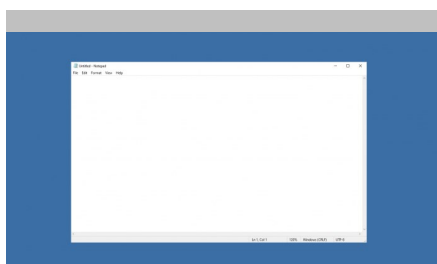 Untitled - Notepad
File Edit Format View Help
Ln 1, Col 1 100% Windows (CRLF) UTF-8